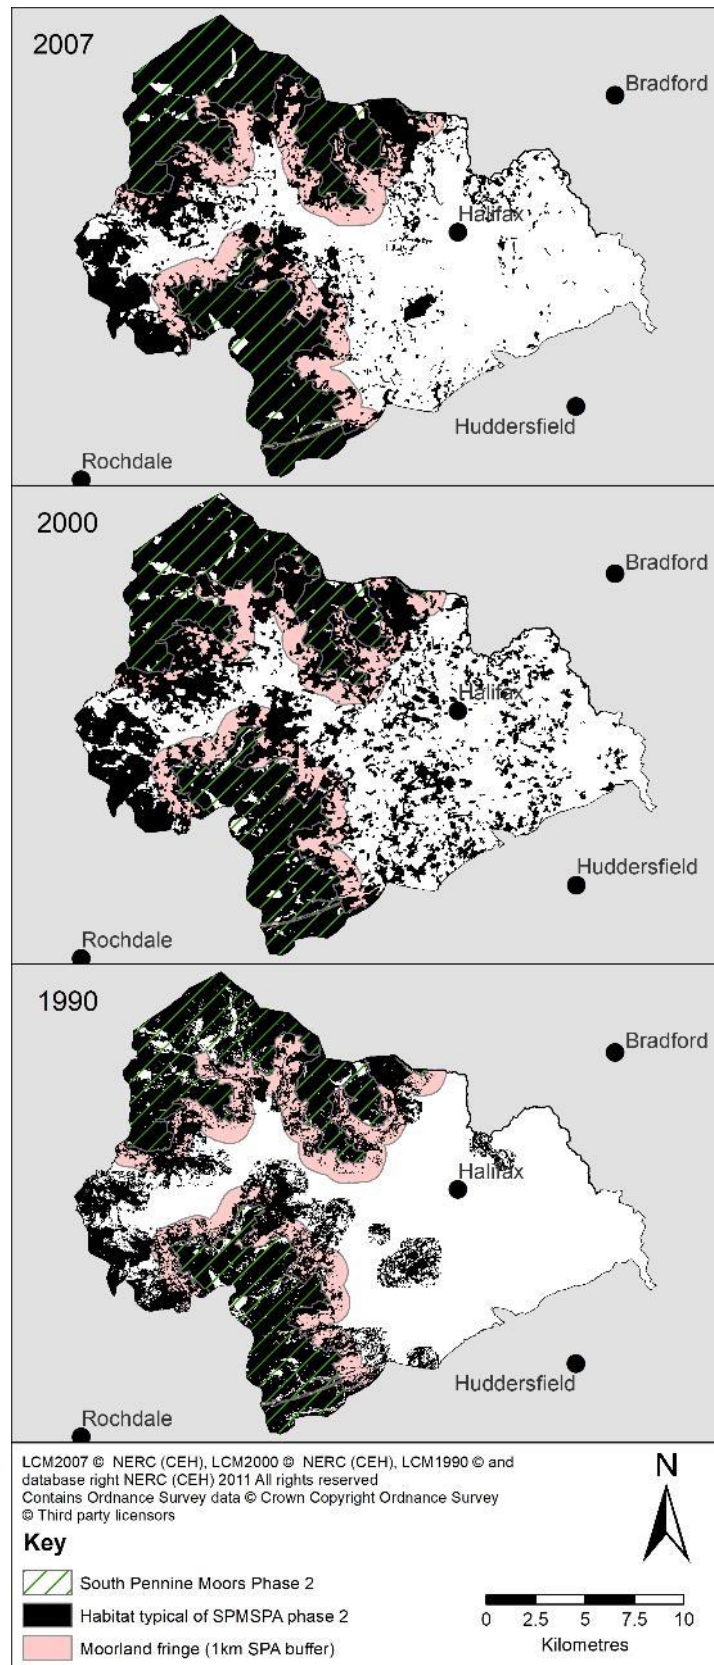 2007
Bradford
Halifax
Huddersfield
Rochdale
2000
Bradford
Halifax
Huddersfield
Rochdale
1990
Bradford
Halifax
Huddersfield
Rochdale
LCM2007 © NERC (CEH), LCM2000 © NERC (CEH), LCM1990 © and
database right NERC (CEH) 2011 All rights reserved
Contains Ordnance Survey data © Crown Copyright Ordnance Survey
© Third party licensors
N
Key
South Pennine Moors Phase 2
Habitat typical of SPMSPA phase 2
Moorland fringe (1km SPA buffer)
0 2.5 5 7.5 10
Kilometres